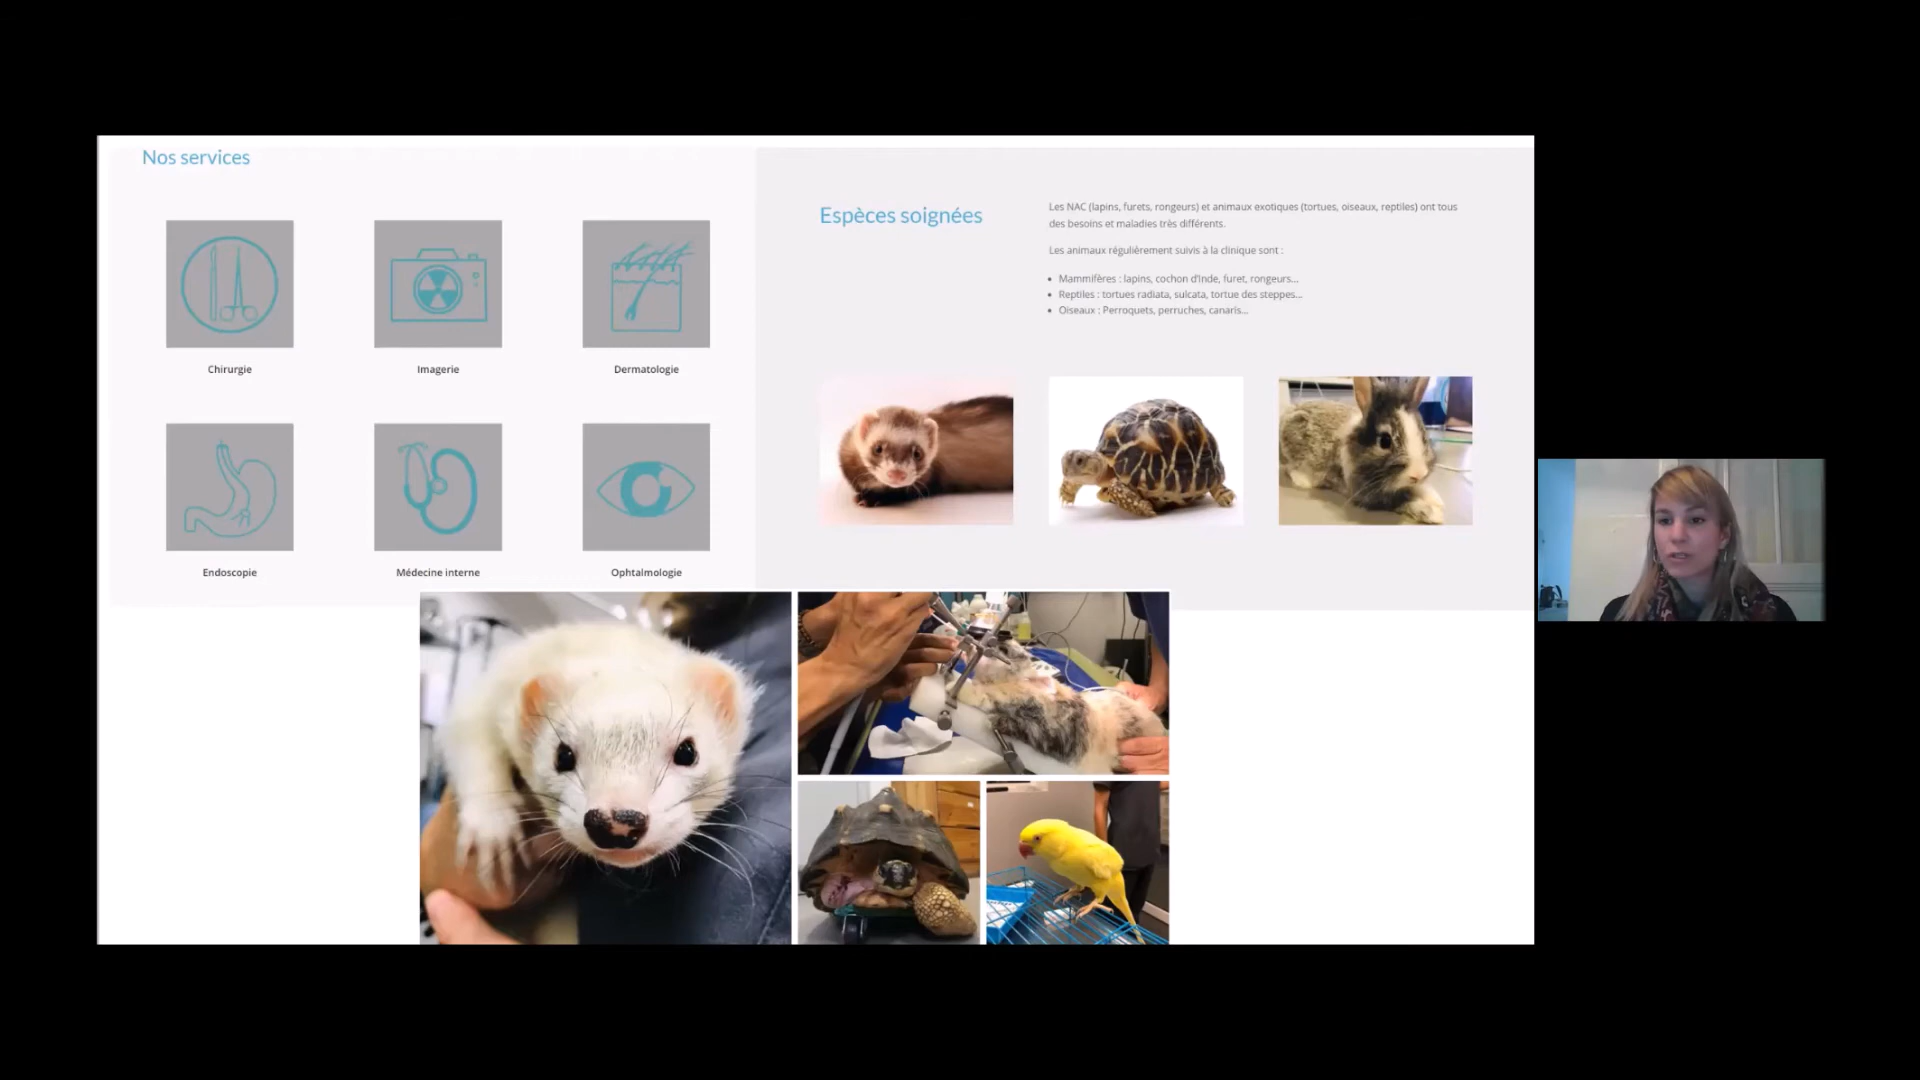 Nos services
Chirurgie
Imagerie
Dermatologie
Endoscopie
Médecine interne
Ophtalmologie
Espèces soignées
Les NAC (lapins, furets, rongeurs) et animaux exotiques (tortues, oiseaux, reptiles) ont tous
des besoins et maladies très différents.
Les animaux régulièrement suivis à la clinique sont :
• Mammifères : lapins, cochon d'Inde, furet, rongeurs...
• Reptiles : tortues radiata, sulcata, tortue des steppes...
• Oiseaux : Perroquets, perruches, canaris...